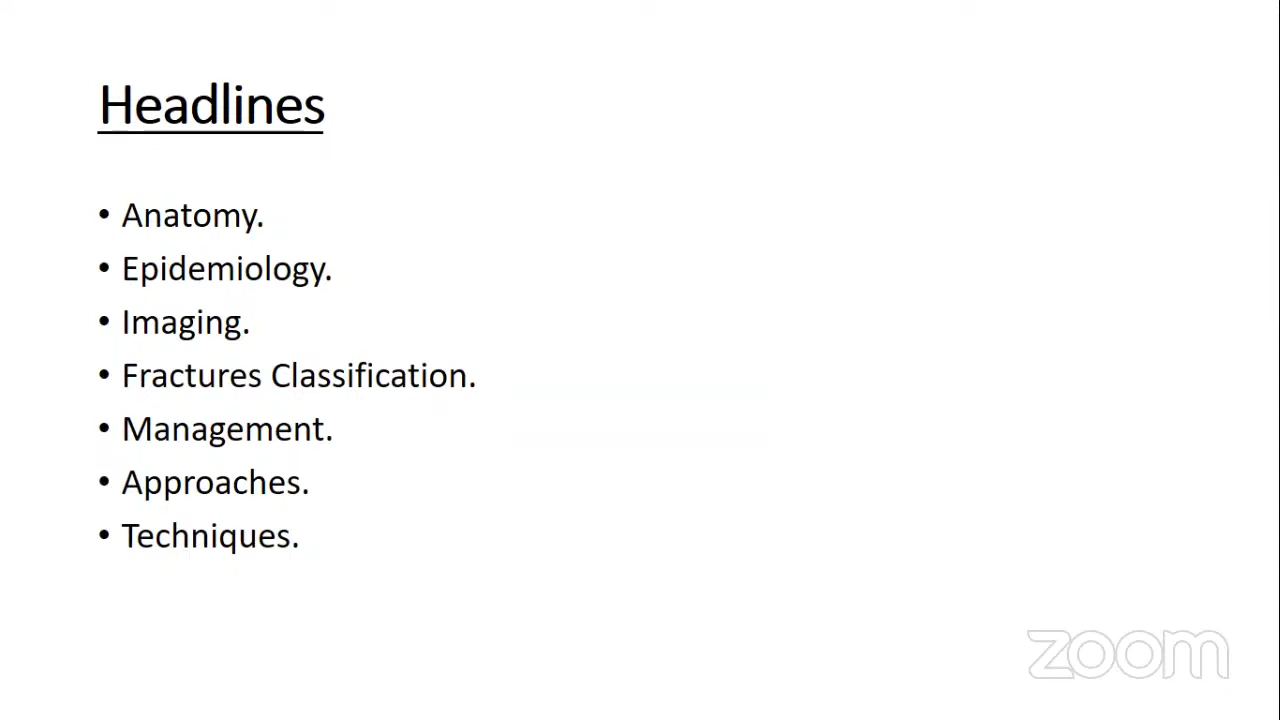 Headlines
• Anatomy.
• Epidemiology.
• Imaging.
• Fractures Classification.
• Management.
• Approaches.
• Techniques.
zoom